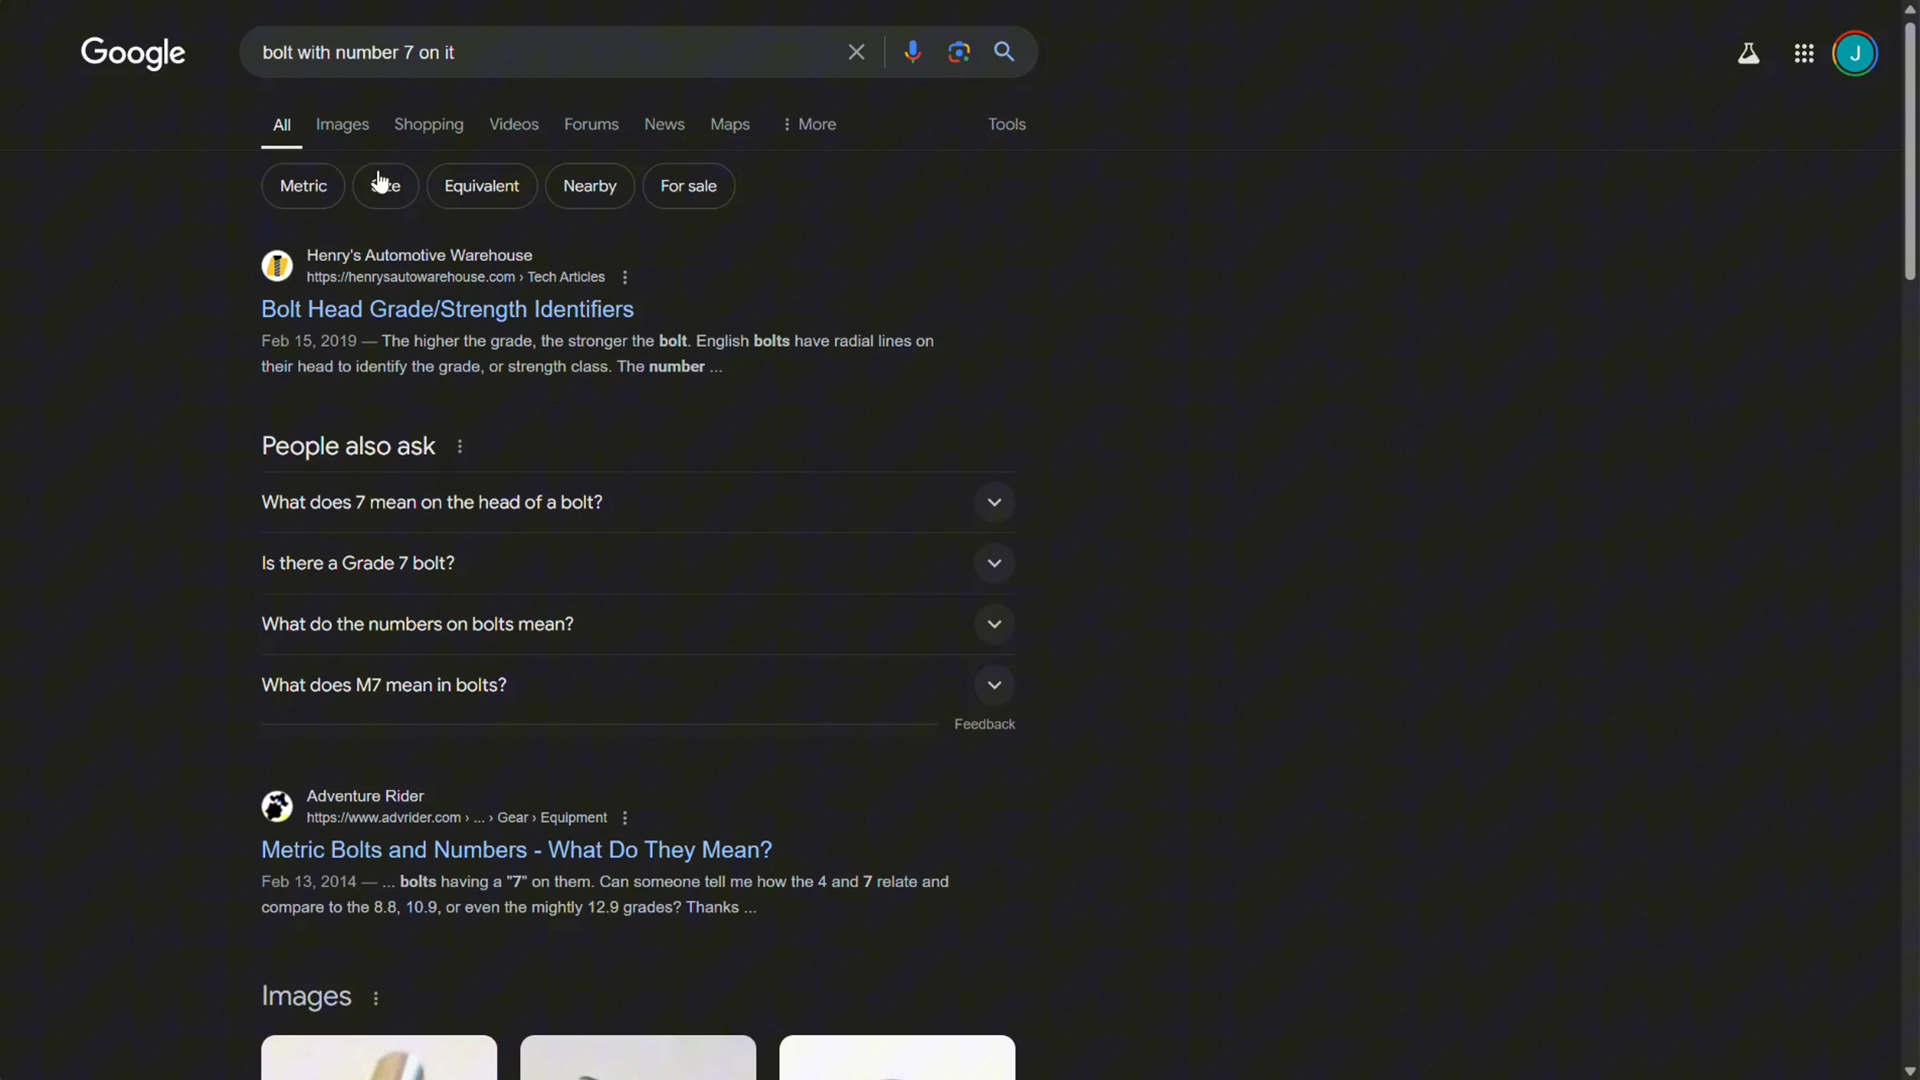 Google
bolt with number 7 on it
J
All Images Shopping Videos Forums News Maps More Tools
Metric Equivalent Nearby For sale
Henry's Automotive Warehouse
https://henrysautowarehouse.com › Tech Articles
Bolt Head Grade/Strength Identifiers
Feb 15, 2019 — The higher the grade, the stronger the bolt. English bolts have radial lines on
their head to identify the grade, or strength class. The number ...
People also ask
What does 7 mean on the head of a bolt?
Is there a Grade 7 bolt?
What do the numbers on bolts mean?
What does M7 mean in bolts?
Feedback
Adventure Rider
https://www.advrider.com › ... › Gear › Equipment
Metric Bolts and Numbers - What Do They Mean?
Feb 13, 2014 — ... bolts having a "7" on them. Can someone tell me how the 4 and 7 relate and
compare to the 8.8, 10.9, or even the mightly 12.9 grades? Thanks ...
Images